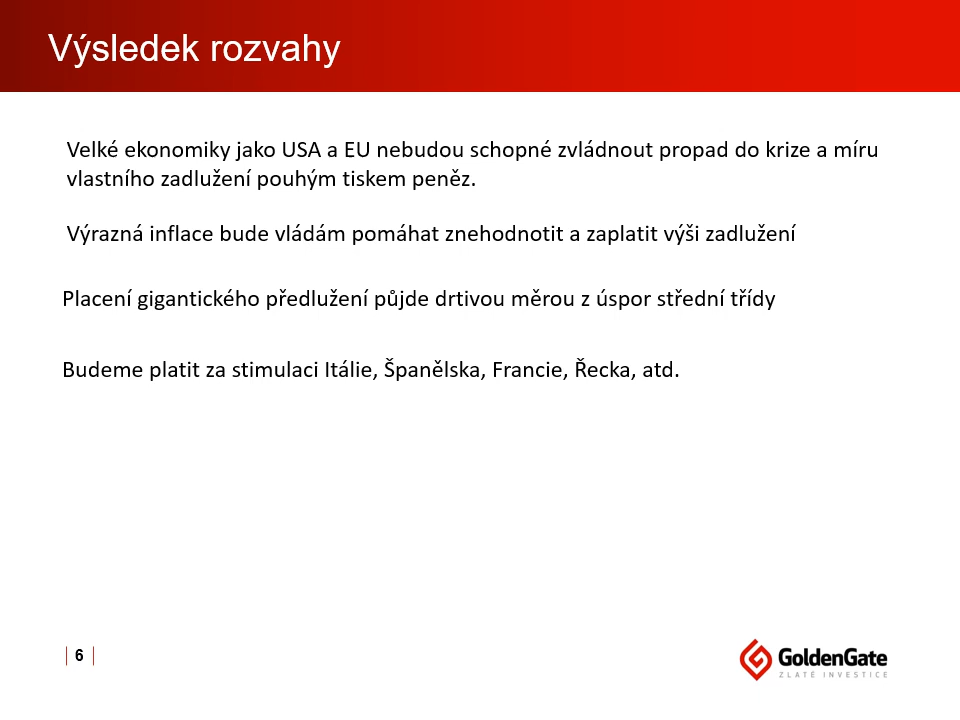 Výsledek rozvahy
Velké ekonomiky jako USA a EU nebudou schopné zvládnout propad do krize a míru
vlastního zadlužení pouhým tiskem peněz.
Výrazná inflace bude vládám pomáhat znehodnotit a zaplatit výši zadlužení
Placení gigantického předlužení půjde drtivou měrou z úspor střední třídy
Budeme platit za stimulaci Itálie, Španělska, Francie, Řecka, atd.
6
GoldenGate
ZLATÉ INVESTICE